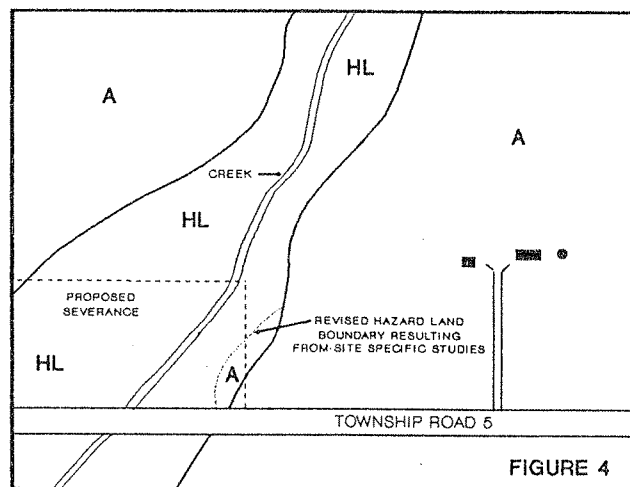 HL
A
A
CREEK
HL
PROPOSED
SEVERANCE
REVISED HAZARD LAND
BOUNDARY RESULTING
FROM SITE SPECIFIC STUDIES
HL
A
TOWNSHIP ROAD 5
FIGURE 4